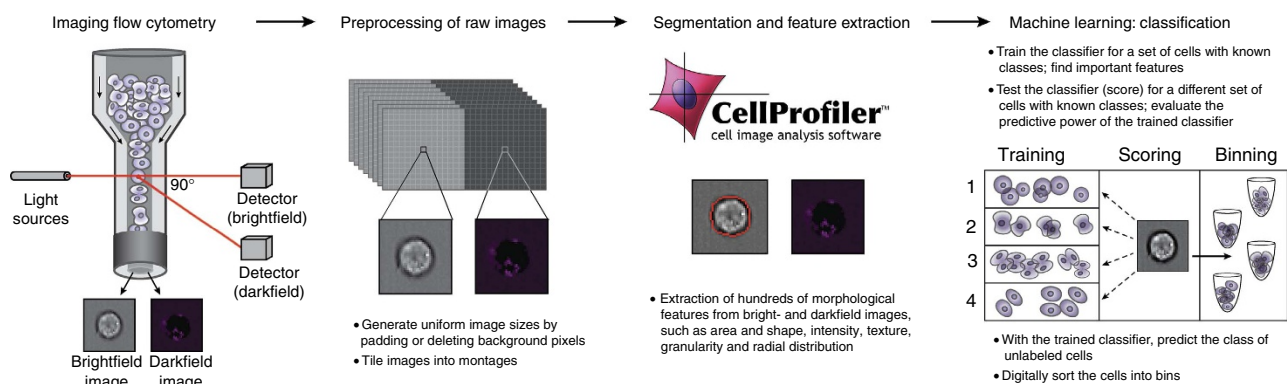 Imaging flow cytometry
Preprocessing of raw images
Segmentation and feature extraction
Machine learning: classification
90°
Light
sources
Detector
(brightfield)
Detector
(darkfield)
Brightfield
image
Darkfield
image
• Generate uniform image sizes by
padding or deleting background pixels
• Tile images into montages
CellProfiler™
cell image analysis software
• Extraction of hundreds of morphological
features from bright- and darkfield images,
such as area and shape, intensity, texture,
granularity and radial distribution
• Train the classifier for a set of cells with known
classes; find important features
• Test the classifier (score) for a different set of
cells with known classes; evaluate the
predictive power of the trained classifier
Training
Scoring
Binning
1
2
3
4
• With the trained classifier, predict the class of
unlabeled cells
• Digitally sort the cells into bins